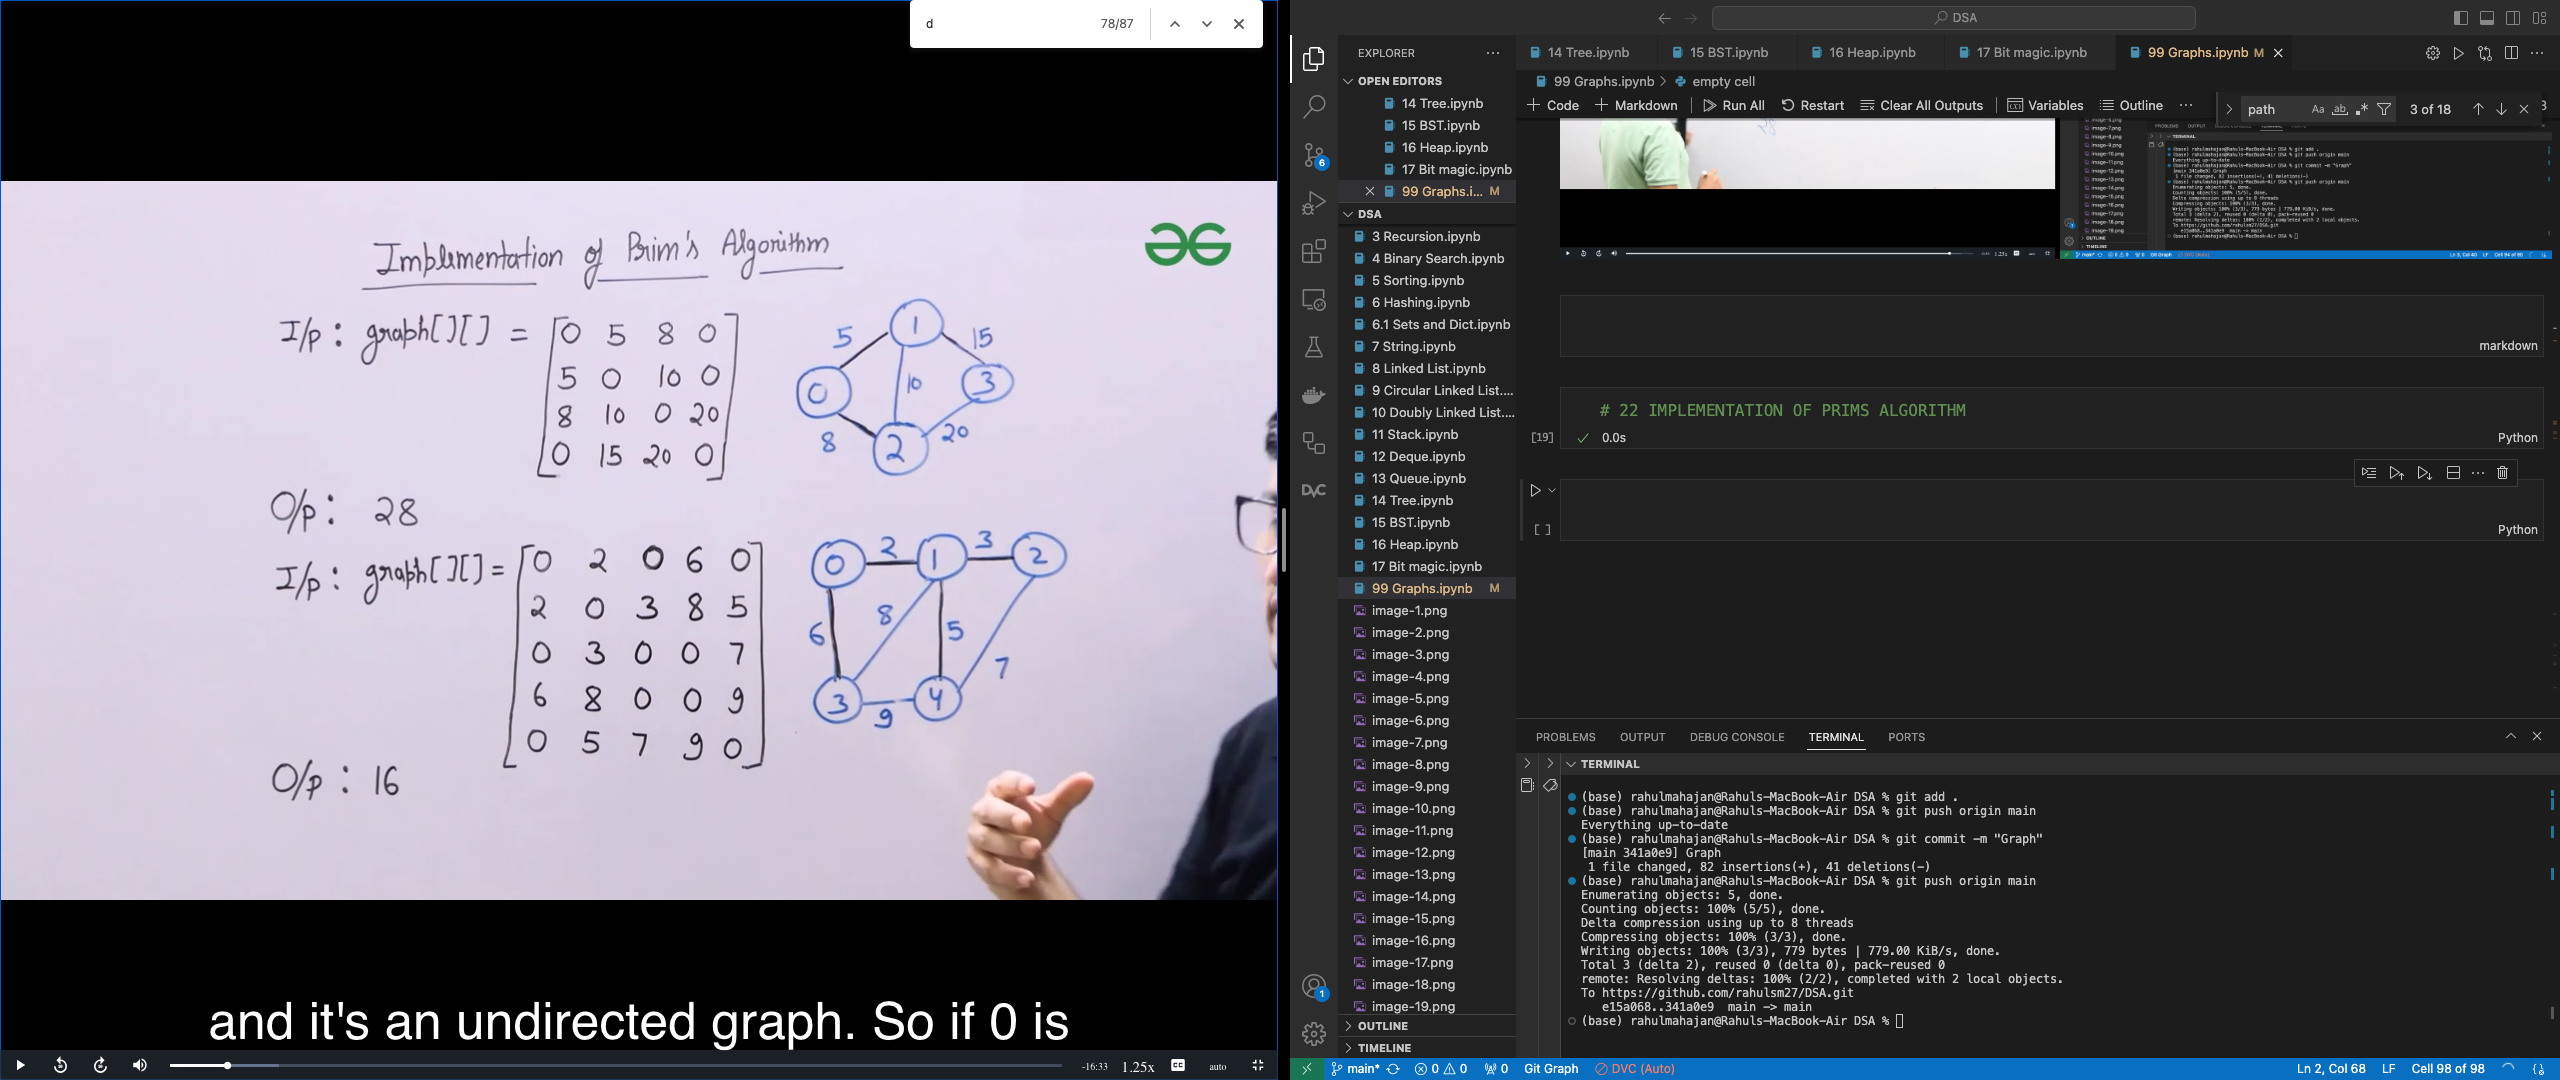 d
78/87
Implementation of Prim's Algorithm
I/p : graph[][] =
0 5 8 0
5 0 10 0
8 10 0 20
0 15 20 0
5
1
15
0
10
3
8
2
20
O/p : 28
I/p : graph[][] =
0 2 0 6 0
2 0 3 8 5
0 3 0 0 7
6 8 0 0 9
0 5 7 9 0
0
2
1
3
2
6
8
5
7
3
9
4
O/p : 16
and it's an undirected graph. So if 0 is
-16:33
1.25x
CC
auto
DSA
EXPLORER
OPEN EDITORS
14 Tree.ipynb
15 BST.ipynb
16 Heap.ipynb
17 Bit magic.ipynb
99 Graphs.i... M
DSA
3 Recursion.ipynb
4 Binary Search.ipynb
5 Sorting.ipynb
6 Hashing.ipynb
6.1 Sets and Dict.ipynb
7 String.ipynb
8 Linked List.ipynb
9 Circular Linked List....
10 Doubly Linked List....
11 Stack.ipynb
12 Deque.ipynb
13 Queue.ipynb
14 Tree.ipynb
15 BST.ipynb
16 Heap.ipynb
17 Bit magic.ipynb
99 Graphs.ipynb M
image-1.png
image-2.png
image-3.png
image-4.png
image-5.png
image-6.png
image-7.png
image-8.png
image-9.png
image-10.png
image-11.png
image-12.png
image-13.png
image-14.png
image-15.png
image-16.png
image-17.png
image-18.png
image-19.png
OUTLINE
TIMELINE
6
DVC
1
14 Tree.ipynb 15 BST.ipynb 16 Heap.ipynb 17 Bit magic.ipynb 99 Graphs.ipynb M
99 Graphs.ipynb > empty cell
+ Code + Markdown Run All Restart Clear All Outputs Variables Outline ...
path
Aa ab
3 of 18
markdown
# 22 IMPLEMENTATION OF PRIMS ALGORITHM
[19] 0.0s
Python
[ ]
Python
PROBLEMS OUTPUT DEBUG CONSOLE TERMINAL PORTS
TERMINAL
(base) rahulmahajan@Rahuls-MacBook-Air DSA % git add .
(base) rahulmahajan@Rahuls-MacBook-Air DSA % git push origin main
Everything up-to-date
(base) rahulmahajan@Rahuls-MacBook-Air DSA % git commit -m "Graph"
[main 341a0e9] Graph
1 file changed, 82 insertions(+), 41 deletions(-)
(base) rahulmahajan@Rahuls-MacBook-Air DSA % git push origin main
Enumerating objects: 5, done.
Counting objects: 100% (5/5), done.
Delta compression using up to 8 threads
Compressing objects: 100% (3/3), done.
Writing objects: 100% (3/3), 779 bytes | 779.00 KiB/s, done.
Total 3 (delta 2), reused 0 (delta 0), pack-reused 0
remote: Resolving deltas: 100% (2/2), completed with 2 local objects.
To https://github.com/rahulsm27/DSA.git
e15a068..341a0e9 main -> main
(base) rahulmahajan@Rahuls-MacBook-Air DSA %
main* 0 0 0 Git Graph DVC (Auto)
Ln 2, Col 68 LF Cell 98 of 98